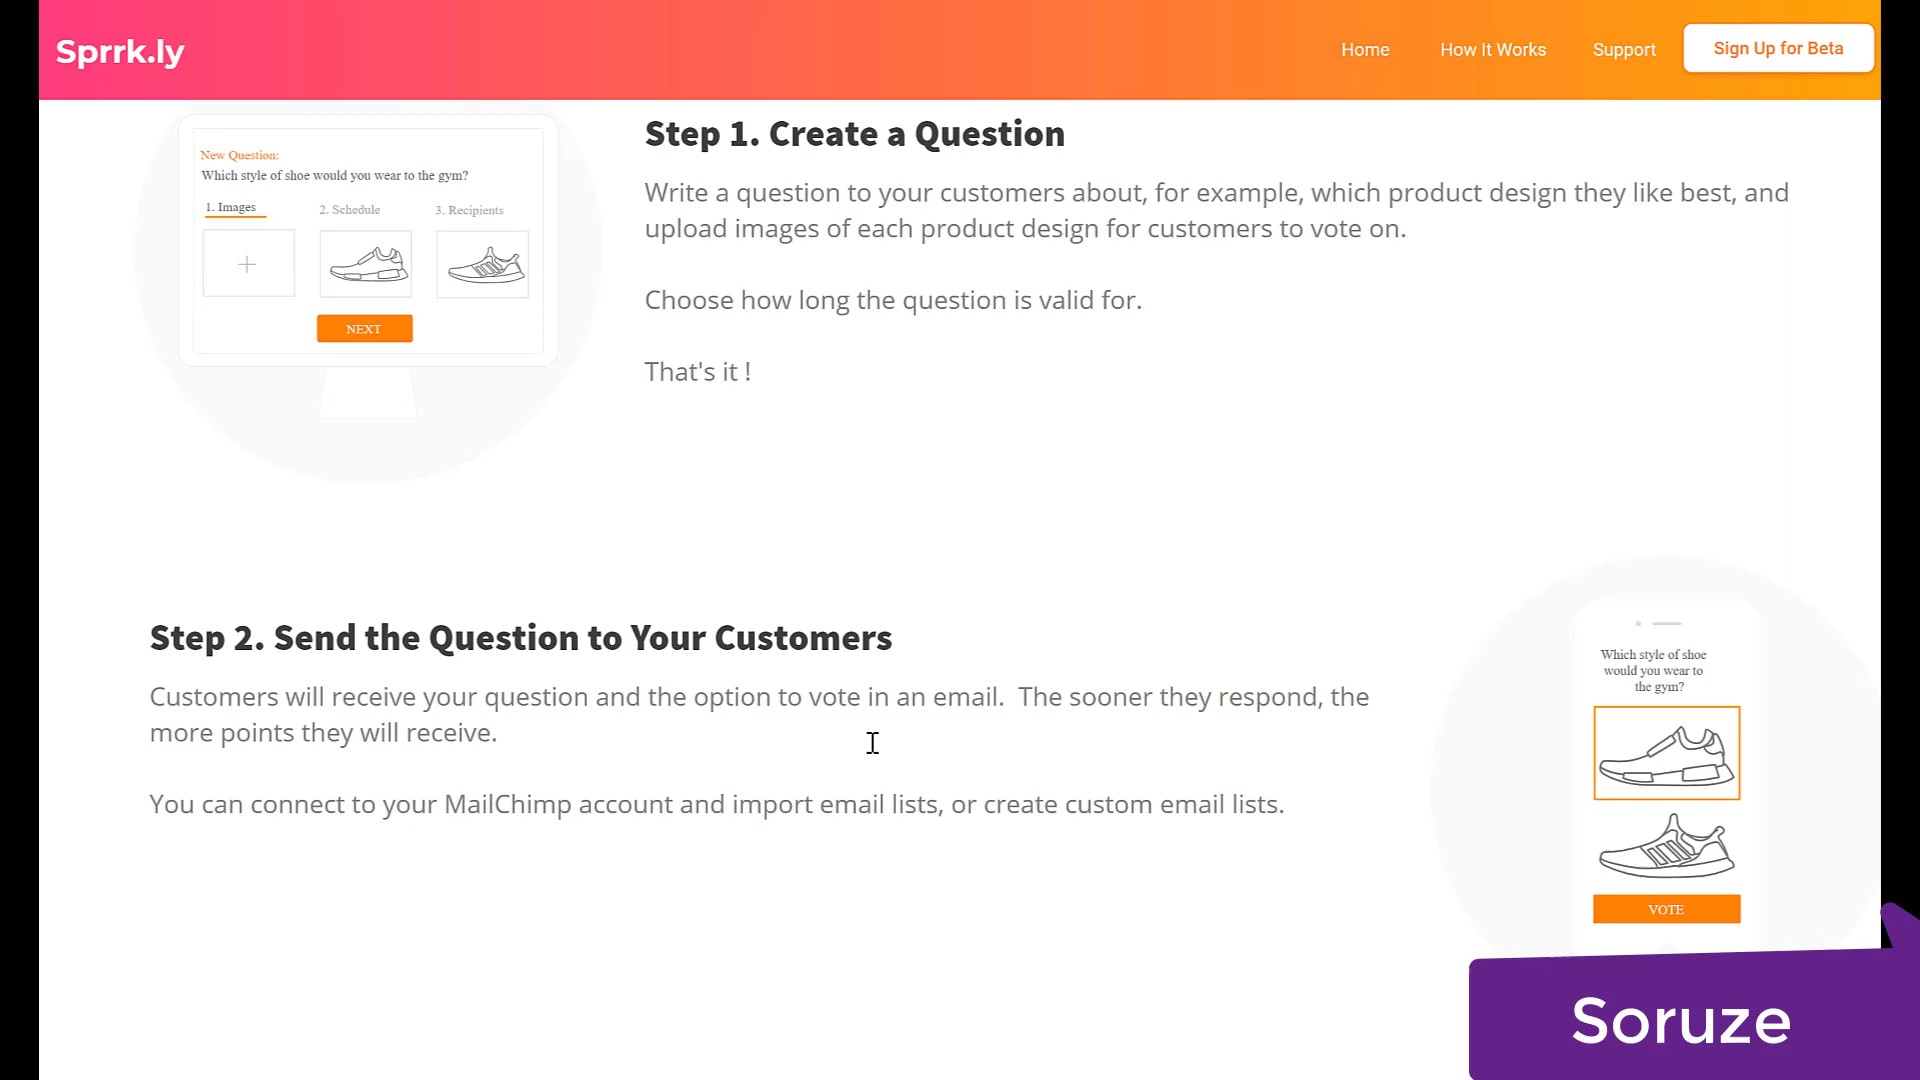 Sprrk.ly
Home
How It Works
Support
Sign Up for Beta
New Question:
Which style of shoe would you wear to the gym?
1. Images
2. Schedule
3. Recipients
NEXT
Step 1. Create a Question
Write a question to your customers about, for example, which product design they like best, and
upload images of each product design for customers to vote on.
Choose how long the question is valid for.
That's it !
Step 2. Send the Question to Your Customers
Customers will receive your question and the option to vote in an email.  The sooner they respond, the
more points they will receive.
You can connect to your MailChimp account and import email lists, or create custom email lists.
Which style of shoe
would you wear to
the gym?
VOTE
Soruze